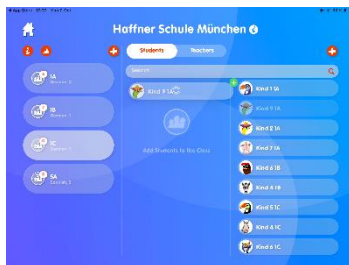 Haffner Schule München
Students
Teachers
Search
1A
1B
1C
5A
Kind 9 1A
Add Students to the Class
Kind 1 1A
Kind 9 1A
Kind 2 1A
Kind 7 1A
Kind 6 1B
Kind 4 1B
Kind 5 1C
Kind 4 1C
Kind 6 1C